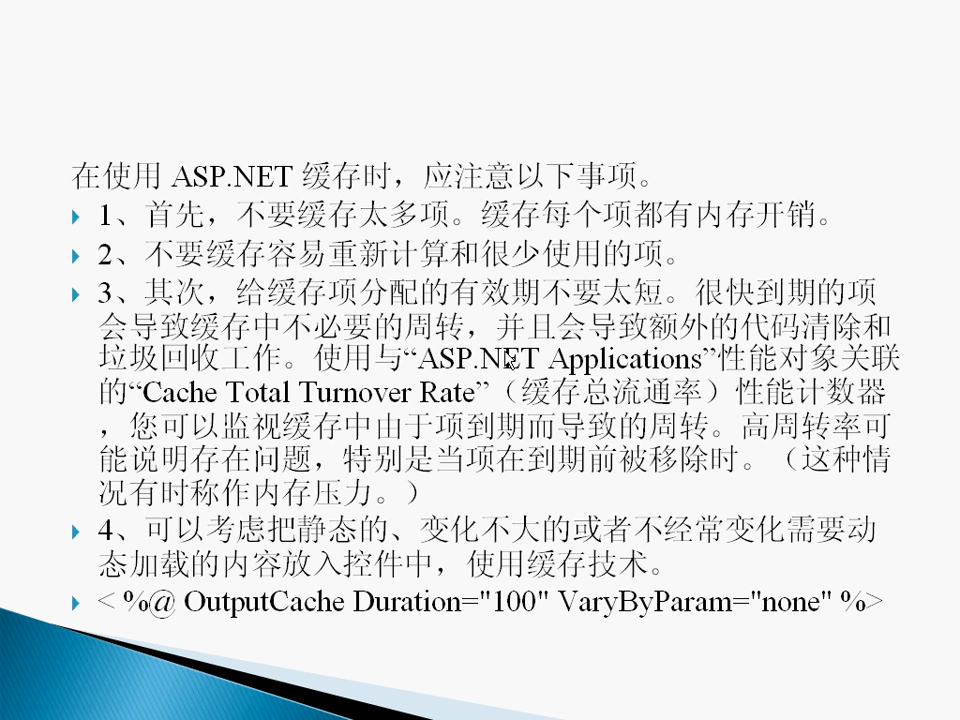 在使用 ASP.NET 缓存时，应注意以下事项。
1、首先，不要缓存太多项。缓存每个项都有内存开销。
2、不要缓存容易重新计算和很少使用的项。
3、其次，给缓存项分配的有效期不要太短。很快到期的项
会导致缓存中不必要的周转，并且会导致额外的代码清除和
垃圾回收工作。使用与“ASP.NET Applications”性能对象关联
的“Cache Total Turnover Rate”（缓存总流通率）性能计数器
，您可以监视缓存中由于项到期而导致的周转。高周转率可
能说明存在问题，特别是当项在到期前被移除时。（这种情
况有时称作内存压力。）
4、可以考虑把静态的、变化不大的或者不经常变化需要动
态加载的内容放入控件中，使用缓存技术。
< %@ OutputCache Duration="100" VaryByParam="none" %>